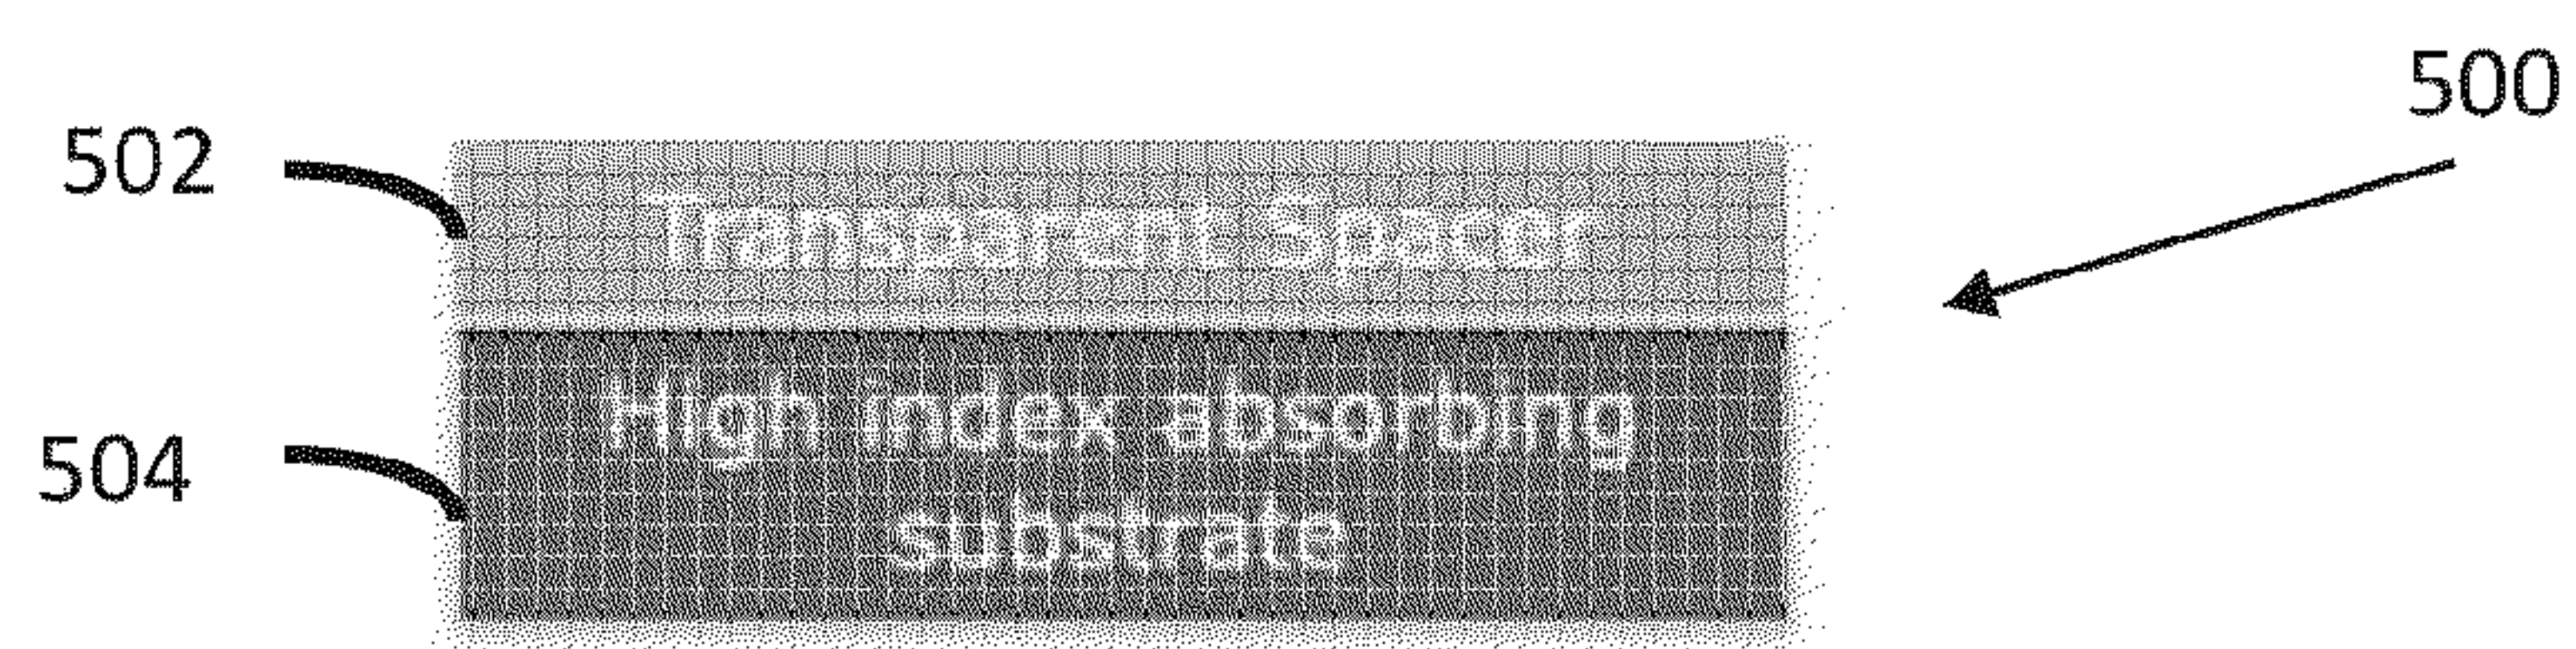 500
502
Transparent Spacer
High index absorbing
504
substrate